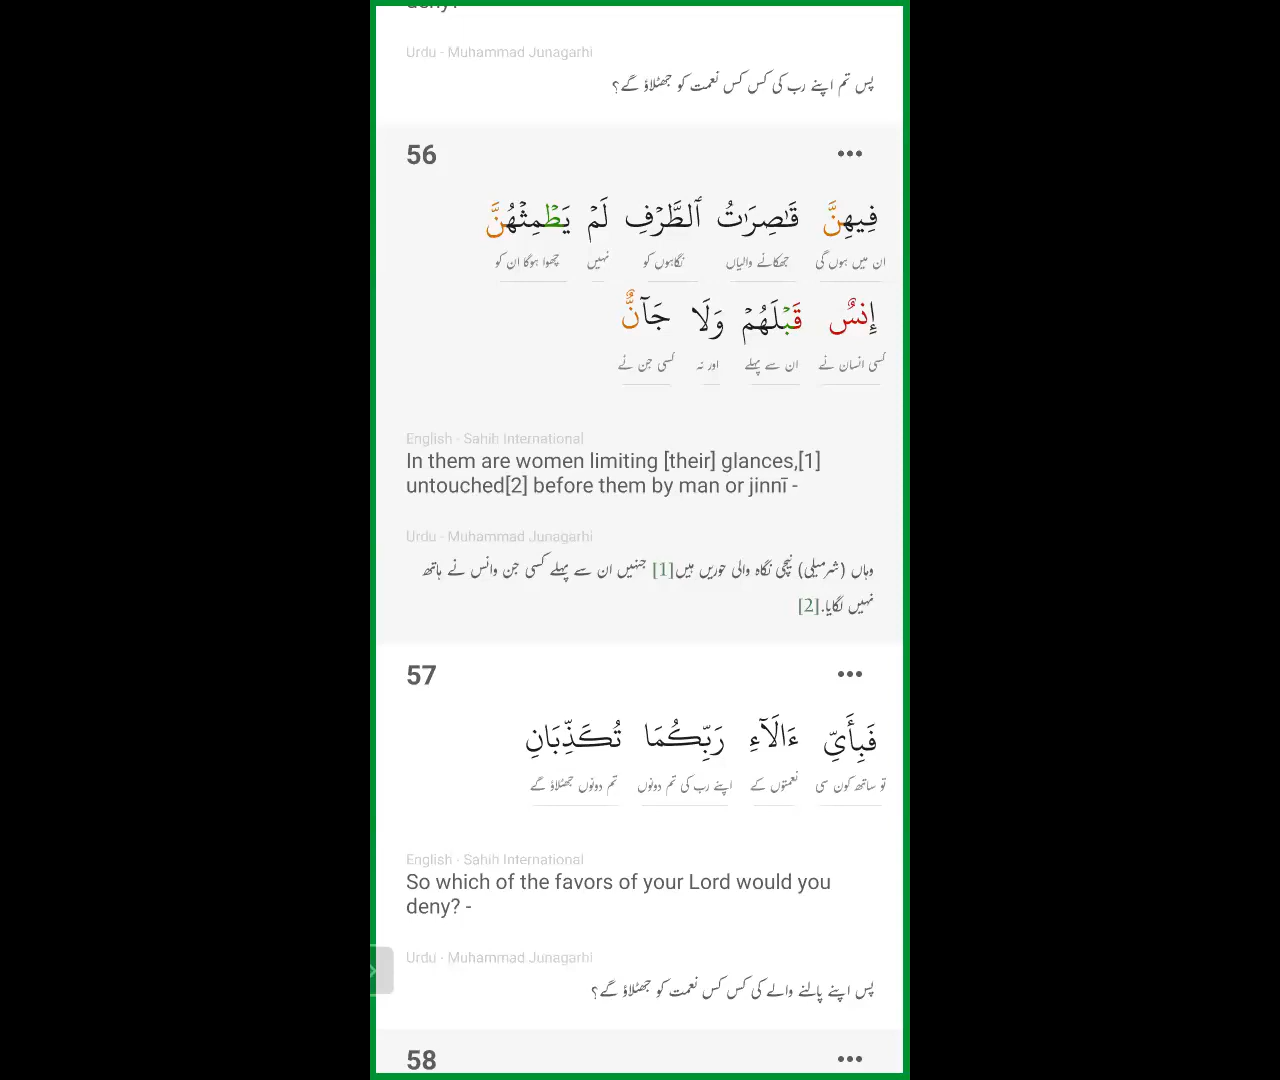 deny?
Urdu - Muhammad Junagarhi
پس تم اپنے رب کی کس کس نعمت کو جھٹلاؤ گے؟
56
فِيهِنَّ قَـٰصِرَٰتُ ٱلطَّرْفِ لَمْ يَطْمِثْهُنَّ
ان میں ہوں گی جھکانے والیاں نگاہوں کو نہیں چھوا ہوگا ان کو
إِنسٌ قَبْلَهُمْ وَلَا جَآنٌّ
کسی انسان نے ان سے پہلے اور نہ کسی جن نے
English - Sahih International
In them are women limiting [their] glances,[1]
untouched[2] before them by man or jinnī -
Urdu - Muhammad Junagarhi
وہاں (شرمیلی) نیچی نگاہ والی حوریں ہیں[1] جنہیں ان سے پہلے کسی جن وانس نے ہاتھ
نہیں لگایا.[2]
57
فَبِأَىِّ ءَالَآءِ رَبِّكُمَا تُكَذِّبَانِ
تو ساتھ کون سی نعمتوں کے اپنے رب کی تم دونوں تم دونوں جھٹلاؤ گے
English - Sahih International
So which of the favors of your Lord would you
deny? -
Urdu - Muhammad Junagarhi
پس اپنے پالنے والے کی کس کس نعمت کو جھٹلاؤ گے؟
58